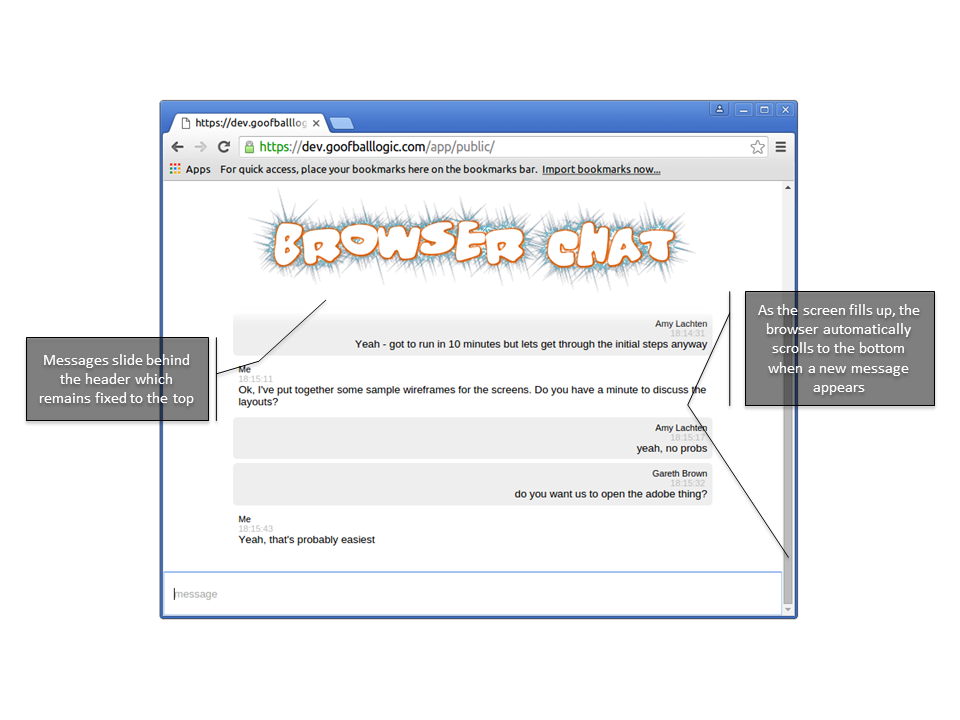 https://dev.goofballlogic
https://dev.goofballlogic.com/app/public/
Apps For quick access, place your bookmarks here on the bookmarks bar. Import bookmarks now...
BROWSER CHAT
Amy Lachten
18:14:31
Yeah - got to run in 10 minutes but lets get through the initial steps anyway
Me
18:15:11
Ok, I've put together some sample wireframes for the screens. Do you have a minute to discuss the
layouts?
Amy Lachten
18:15:17
yeah, no probs
Gareth Brown
18:15:32
do you want us to open the adobe thing?
Me
18:15:43
Yeah, that's probably easiest
message
Messages slide behind
the header which
remains fixed to the top
As the screen fills up, the
browser automatically
scrolls to the bottom
when a new message
appears